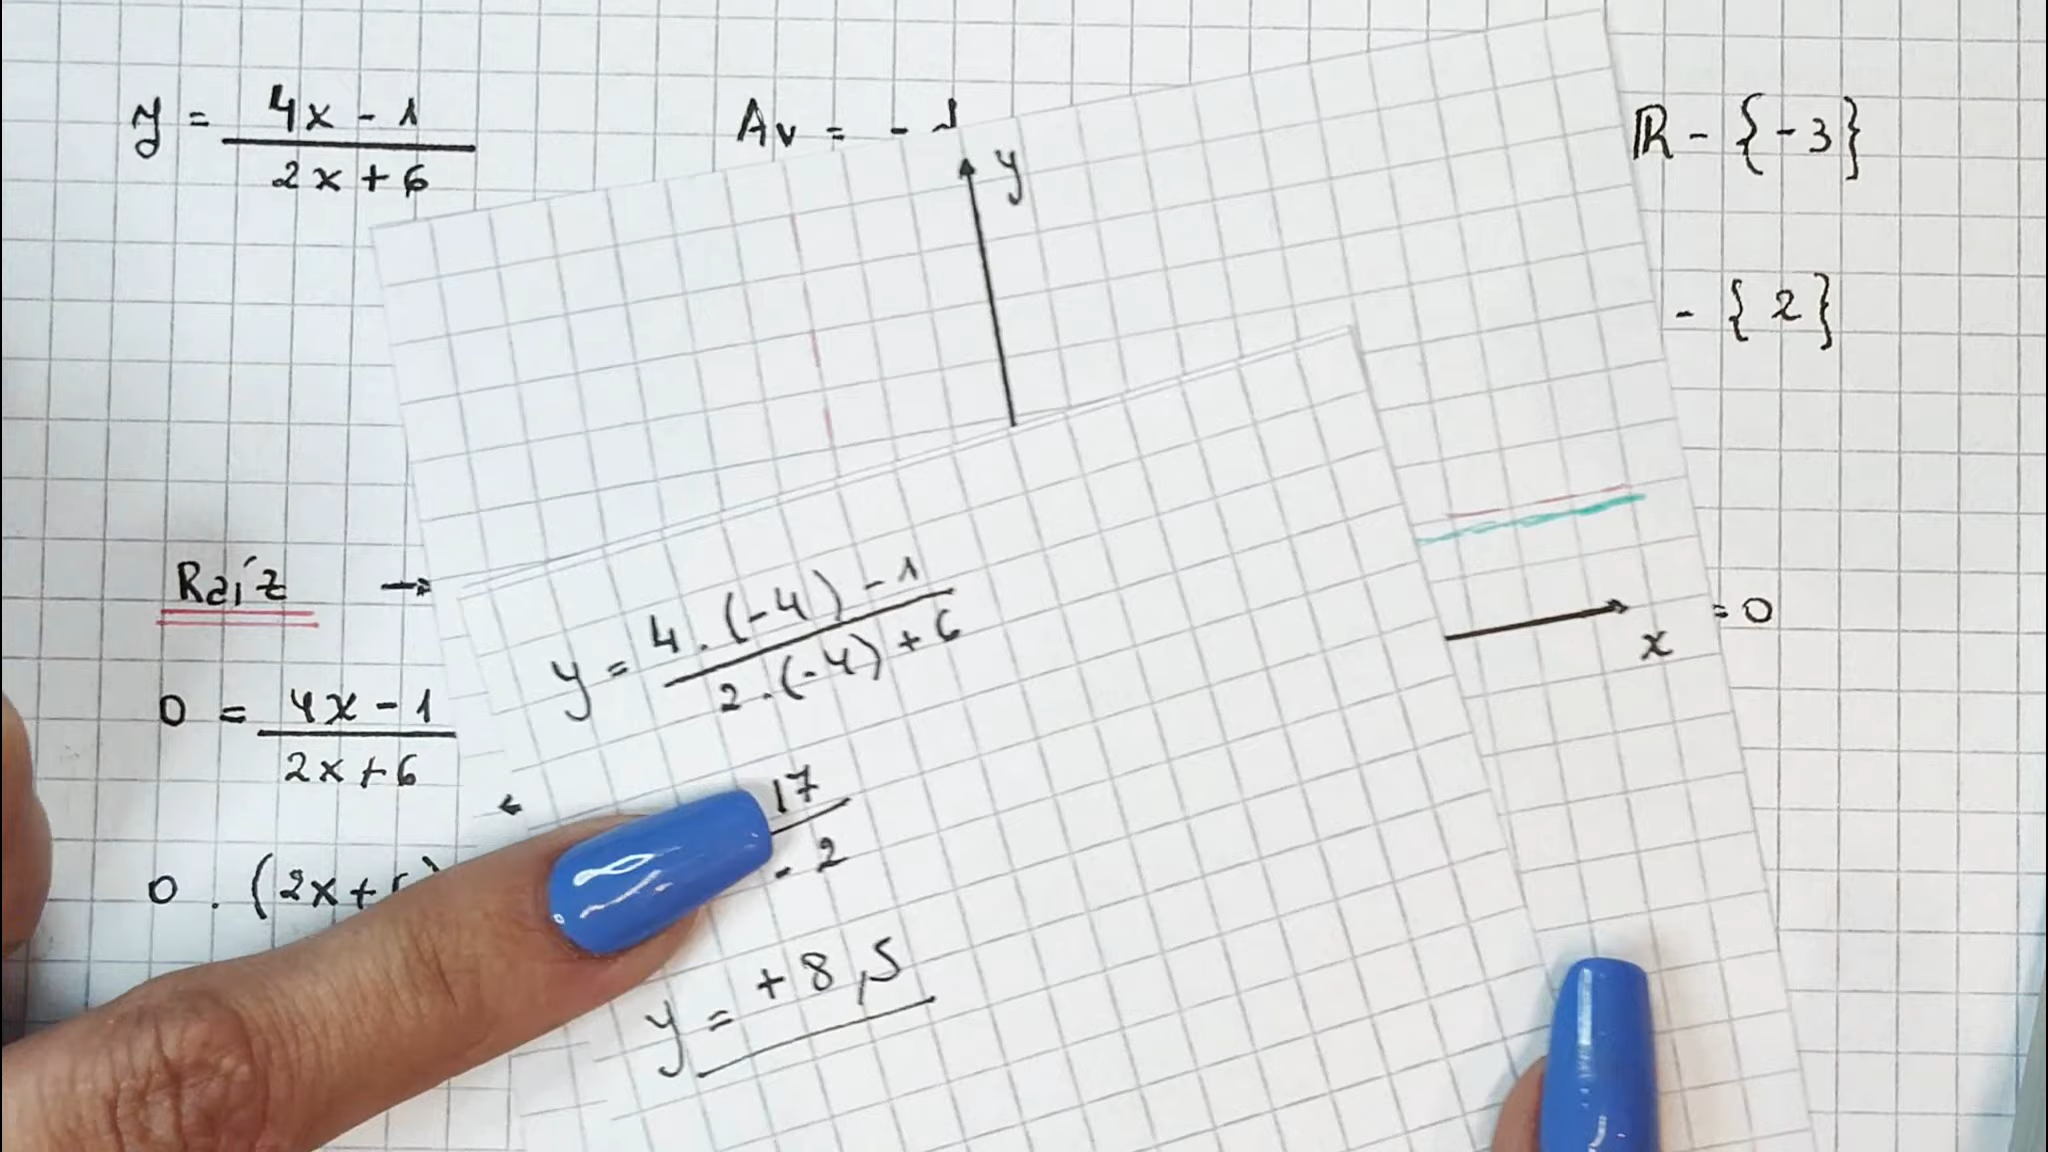 y = (4x - 1)/(2x + 6)
Av = -
R - {-3}
- {2}
y
Raíz →
= 0
x
0 = (4x - 1)/(2x + 6)
0 . (2x +
y = (4 . (-4) - 1)/(2 . (-4) + 6)
17/(- 2)
y = + 8,5